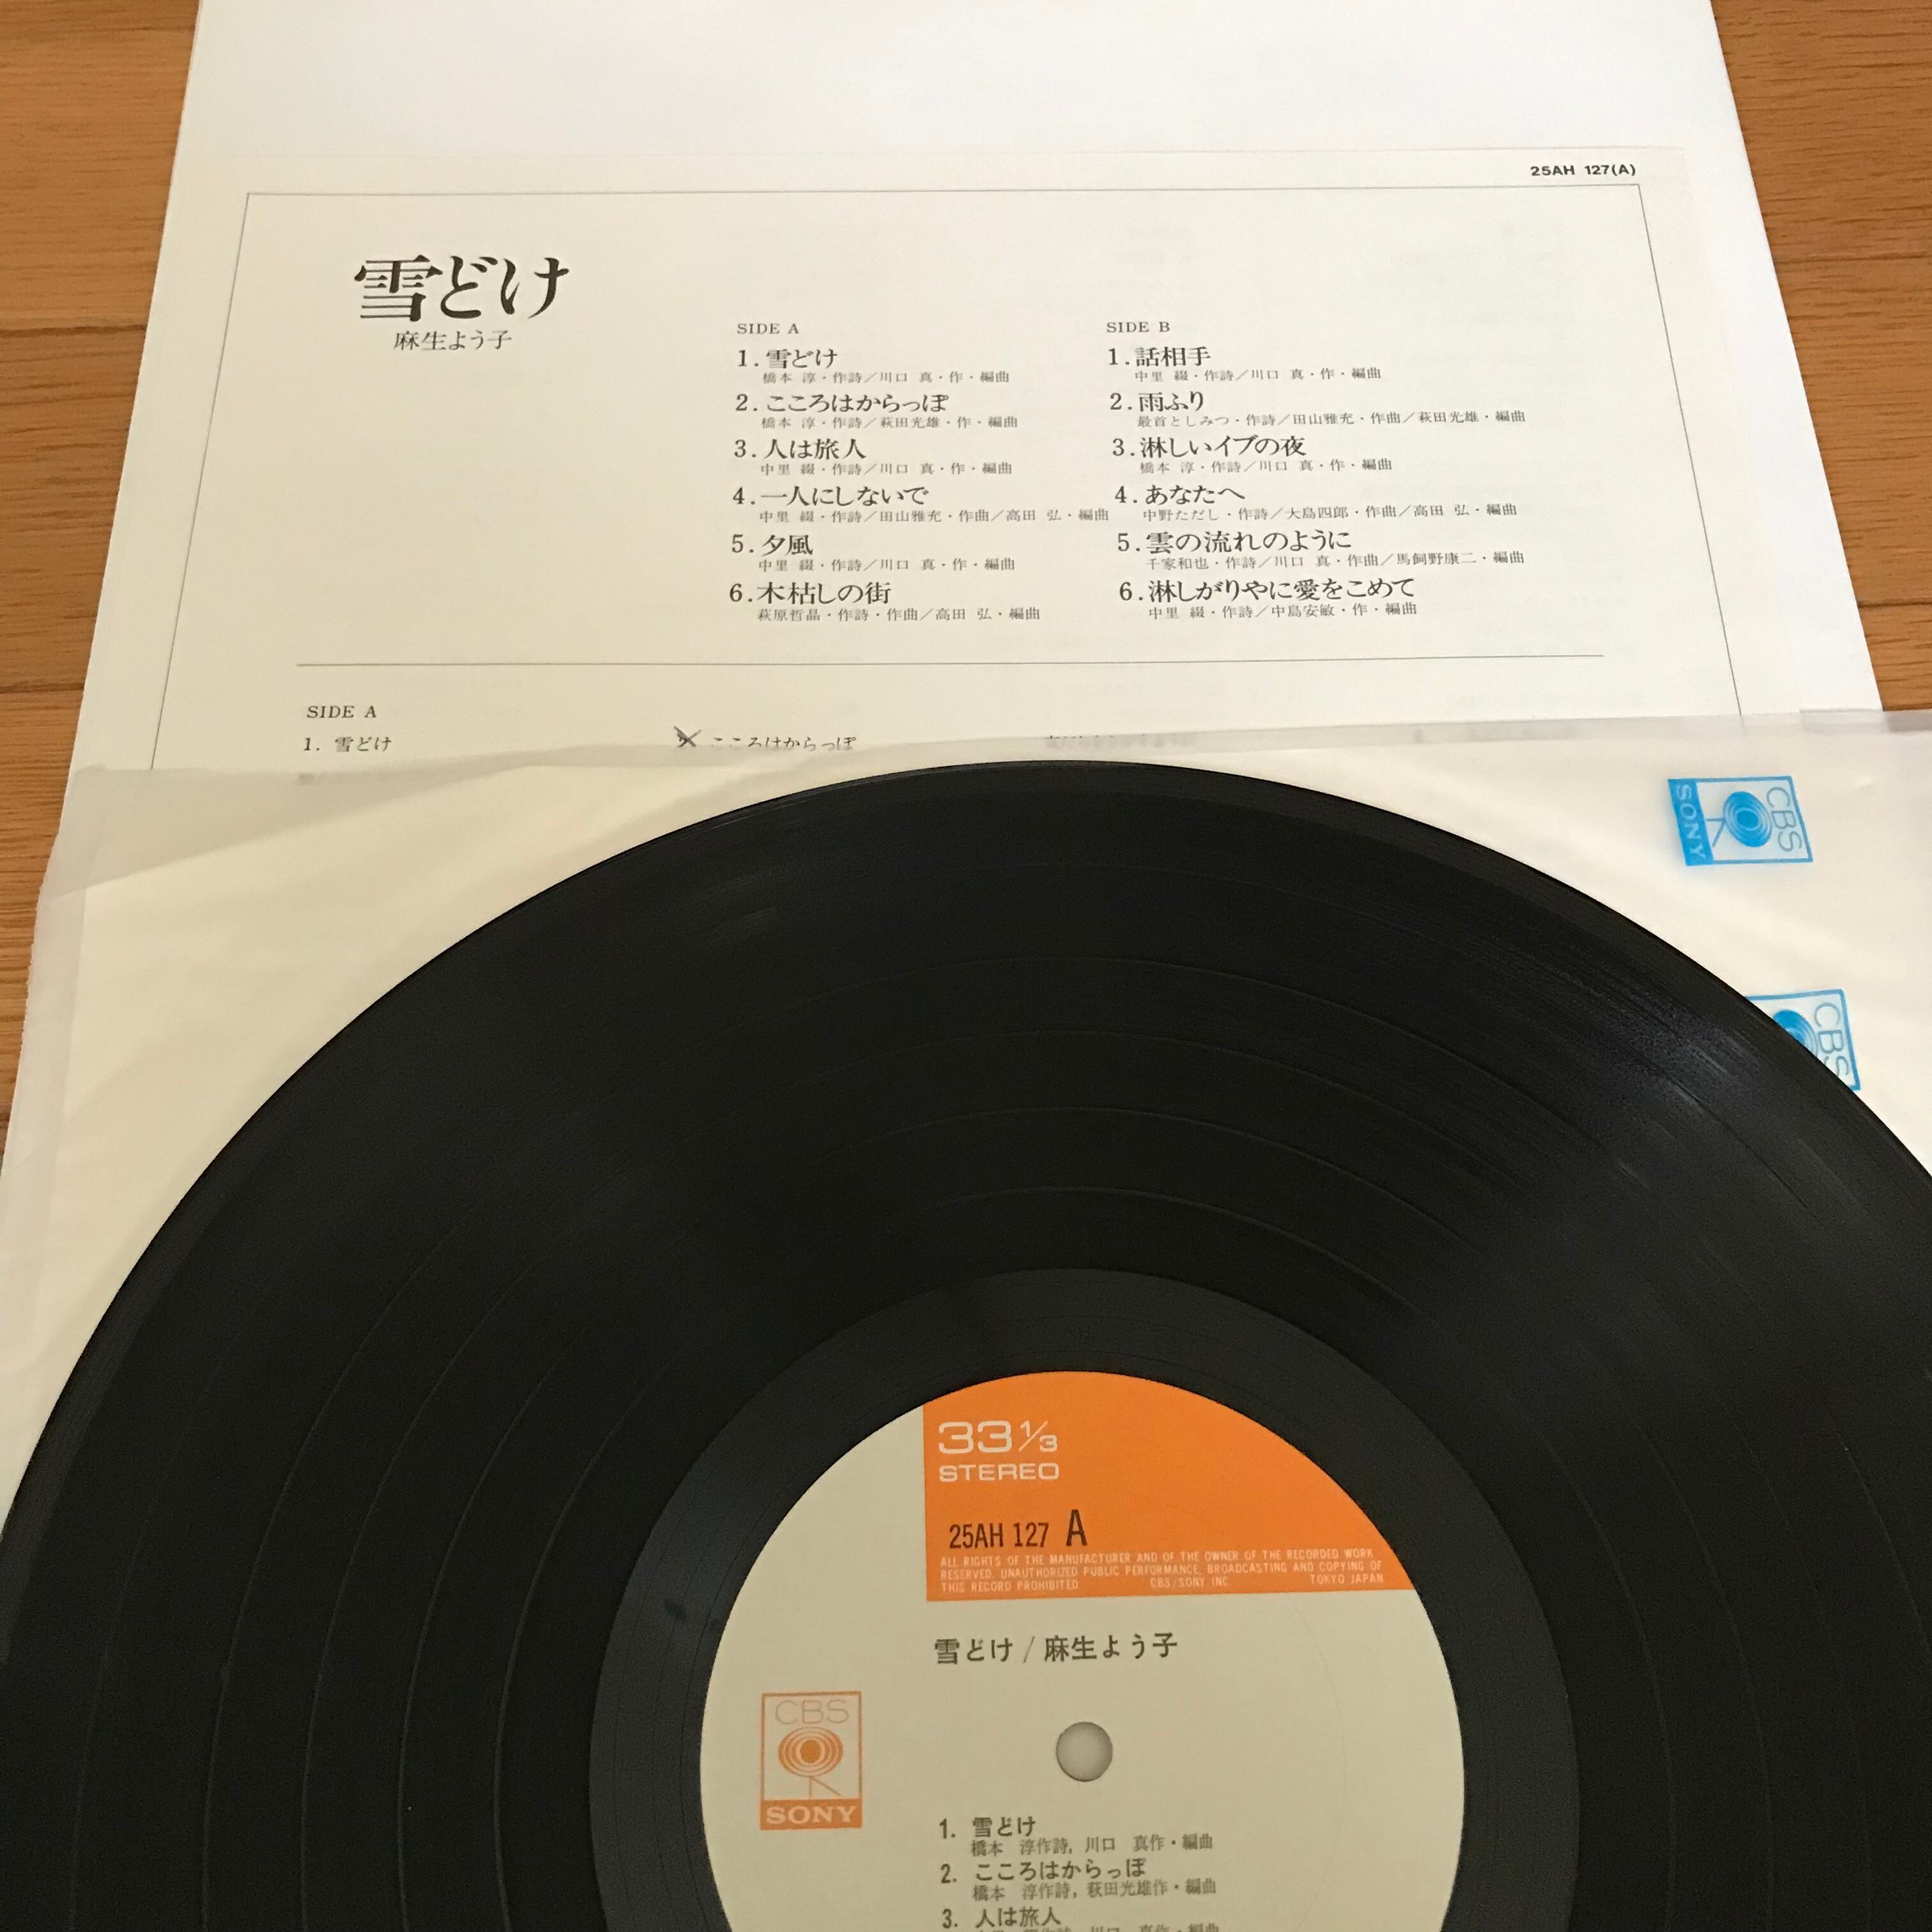 25AH 127(A)
雪どけ
麻生よう子
SIDE A
1. 雪どけ
橋本 淳・作詩／川口 真・作・編曲
2. こころはからっぽ
橋本 淳・作詩／萩田光雄・作・編曲
3. 人は旅人
中里 綴・作詩／川口 真・作・編曲
4. 一人にしないで
中里 綴・作詩／田山雅充・作曲／高田 弘・編曲
5. 夕風
中里 綴・作詩／川口 真・作・編曲
6. 木枯しの街
萩原哲晶・作詩・作曲／高田 弘・編曲
SIDE B
1. 話相手
中里 綴・作詩／川口 真・作・編曲
2. 雨ふり
最首としみつ・作詩／田山雅充・作曲／萩田光雄・編曲
3. 淋しいイブの夜
橋本 淳・作詩／川口 真・作・編曲
4. あなたへ
中野ただし・作詩／大島四郎・作曲／高田 弘・編曲
5. 雲の流れのように
千家和也・作詩／川口 真・作曲／馬飼野康二・編曲
6. 淋しがりやに愛をこめて
中里 綴・作詩／中島安敏・作・編曲
SIDE A
1. 雪どけ
こころはからっぽ
CBS
SONY
CBS
33 1/3
STEREO
25AH 127 A
ALL RIGHTS OF THE MANUFACTURER AND OF THE OWNER OF THE RECORDED WORK
RESERVED. UNAUTHORIZED PUBLIC PERFORMANCE, BROADCASTING AND COPYING OF
THIS RECORD PROHIBITED. CBS/SONY INC. TOKYO JAPAN
雪どけ / 麻生よう子
CBS
SONY
1. 雪どけ
橋本 淳作詩, 川口 真作・編曲
2. こころはからっぽ
橋本 淳作詩, 萩田光雄作・編曲
3. 人は旅人